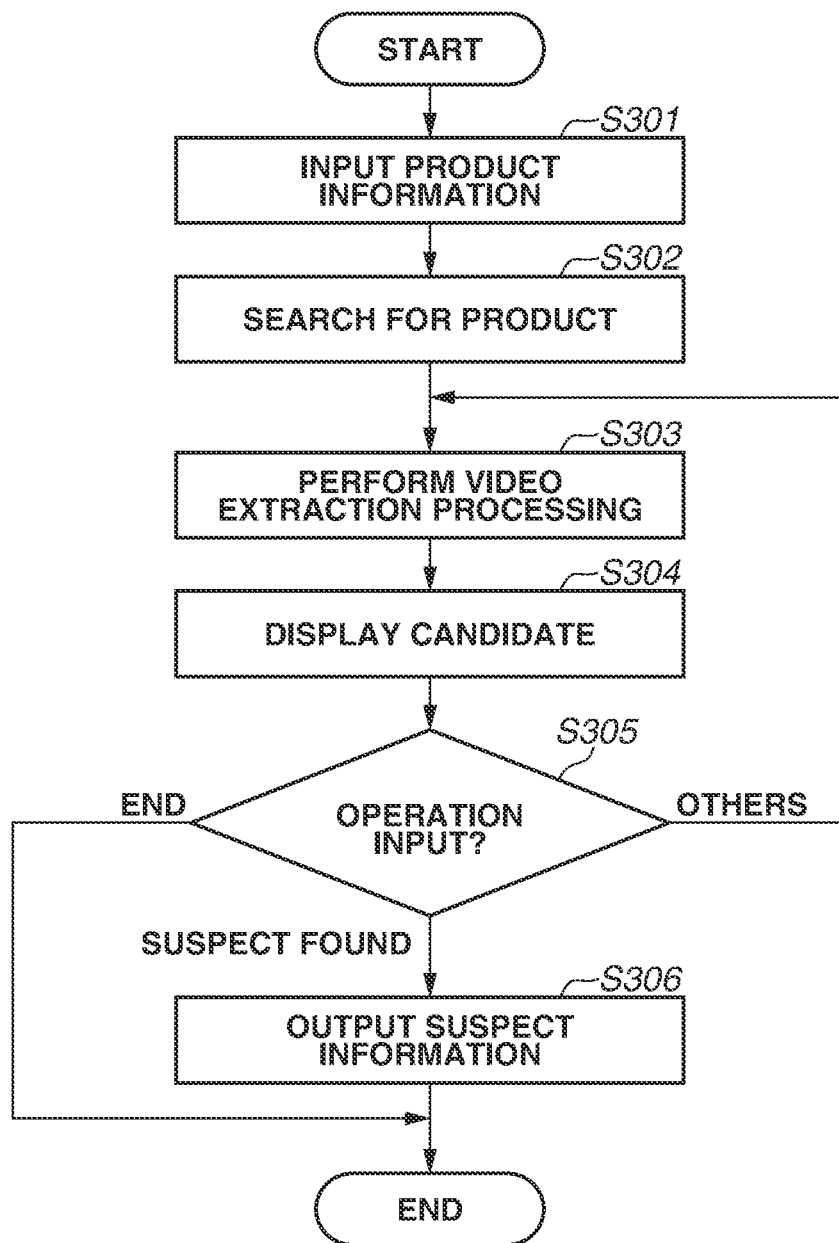 START
S301
INPUT PRODUCT
INFORMATION
S302
SEARCH FOR PRODUCT
S303
PERFORM VIDEO
EXTRACTION PROCESSING
S304
DISPLAY CANDIDATE
S305
END
OPERATION
INPUT?
OTHERS
SUSPECT FOUND
S306
OUTPUT SUSPECT
INFORMATION
END